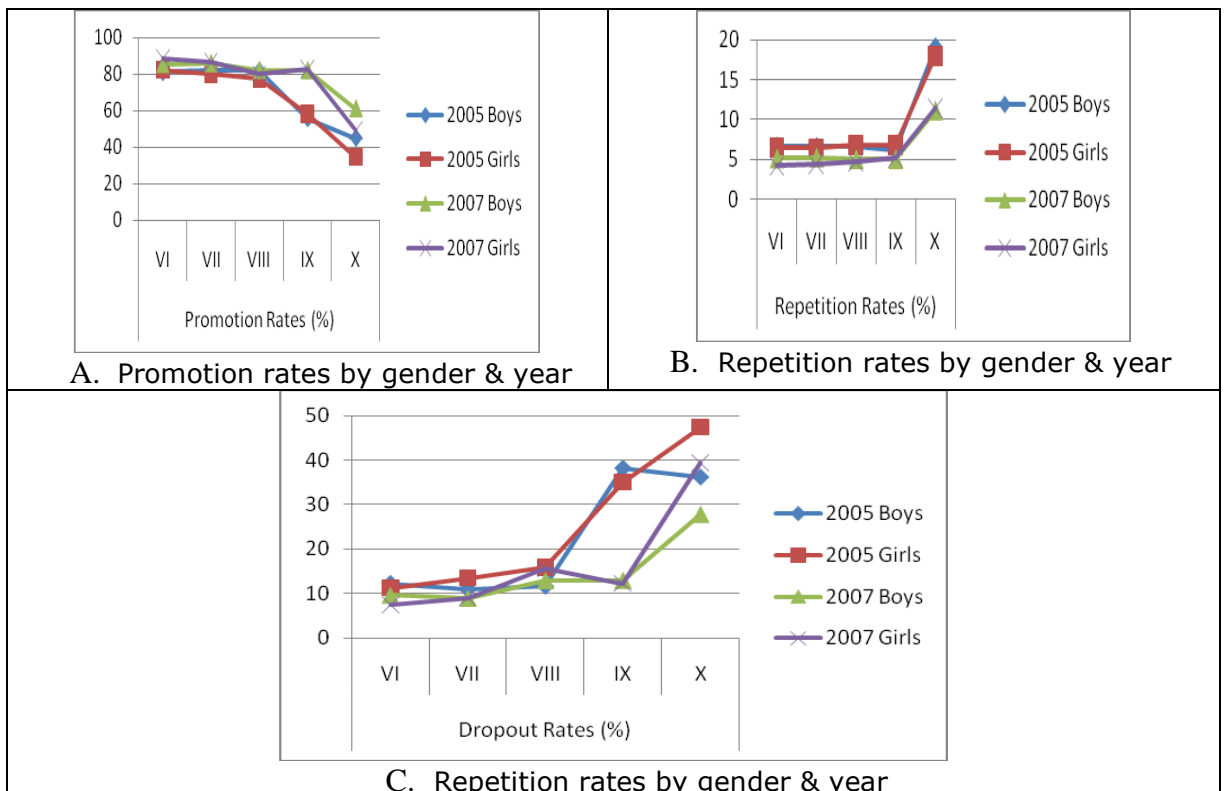 100
80
60
40
20
0
VI VII VIII IX X
Promotion Rates (%)
2005 Boys
2005 Girls
2007 Boys
2007 Girls
A. Promotion rates by gender & year
20
15
10
5
0
VI VII VIII IX X
Repetition Rates (%)
2005 Boys
2005 Girls
2007 Boys
2007 Girls
B. Repetition rates by gender & year
50
40
30
20
10
0
VI VII VIII IX X
Dropout Rates (%)
2005 Boys
2005 Girls
2007 Boys
2007 Girls
C. Repetition rates by gender & year